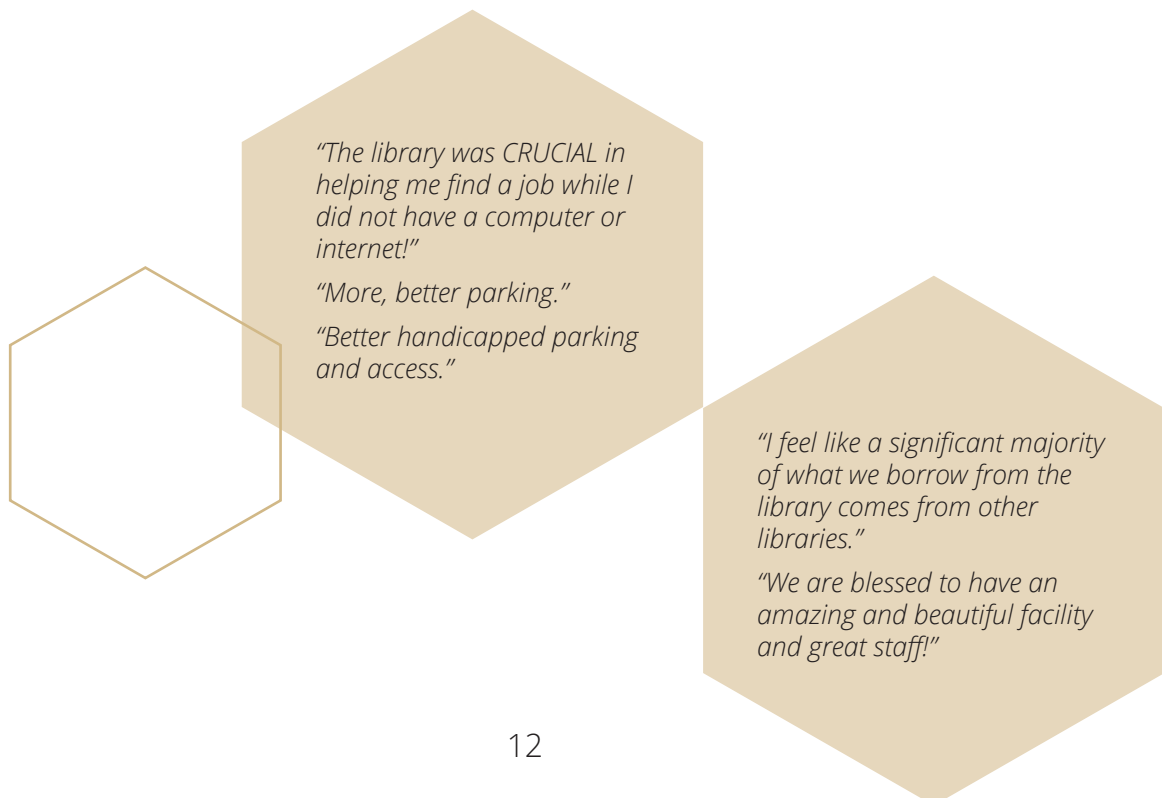 “The library was CRUCIAL in
helping me find a job while I
did not have a computer or
internet!”
“More, better parking.”
“Better handicapped parking
and access.”
“I feel like a significant majority
of what we borrow from the
library comes from other
libraries.”
“We are blessed to have an
amazing and beautiful facility
and great staff!”
12